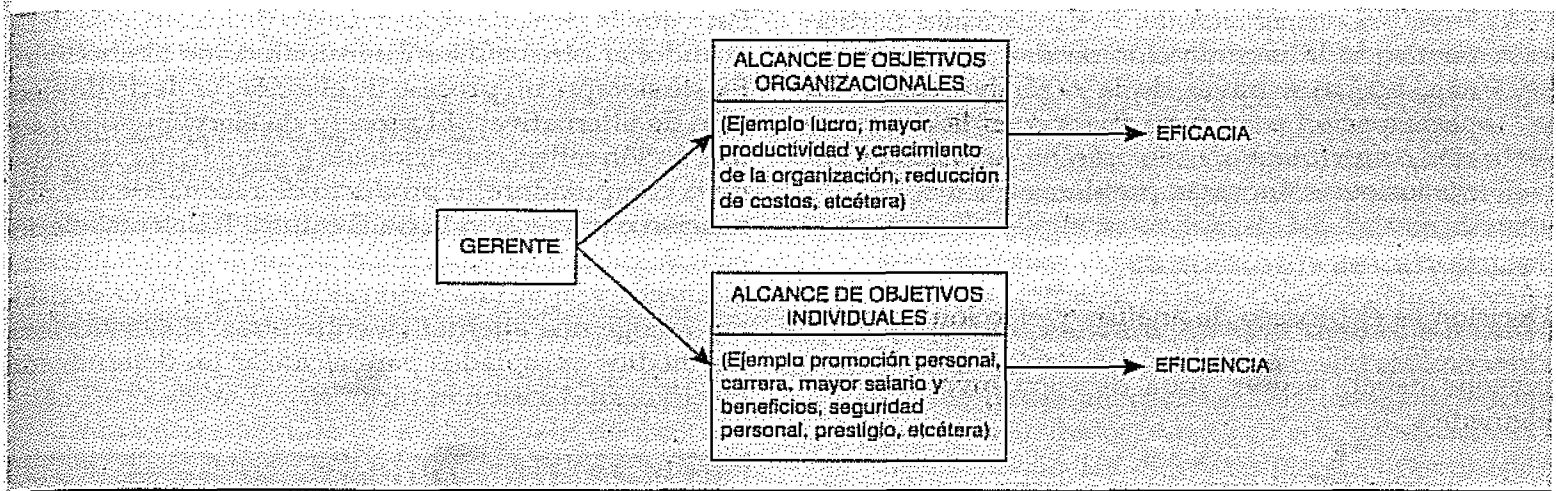 ALCANCE DE OBJETIVOS
ORGANIZACIONALES
(Ejemplo lucro, mayor
productividad y crecimiento
de la organización, reducción
de costos, etcétera)
EFICACIA
GERENTE
ALCANCE DE OBJETIVOS
INDIVIDUALES
(Ejemplo promoción personal,
carrera, mayor salario y
beneficios, seguridad
personal, prestigio, etcétera)
EFICIENCIA